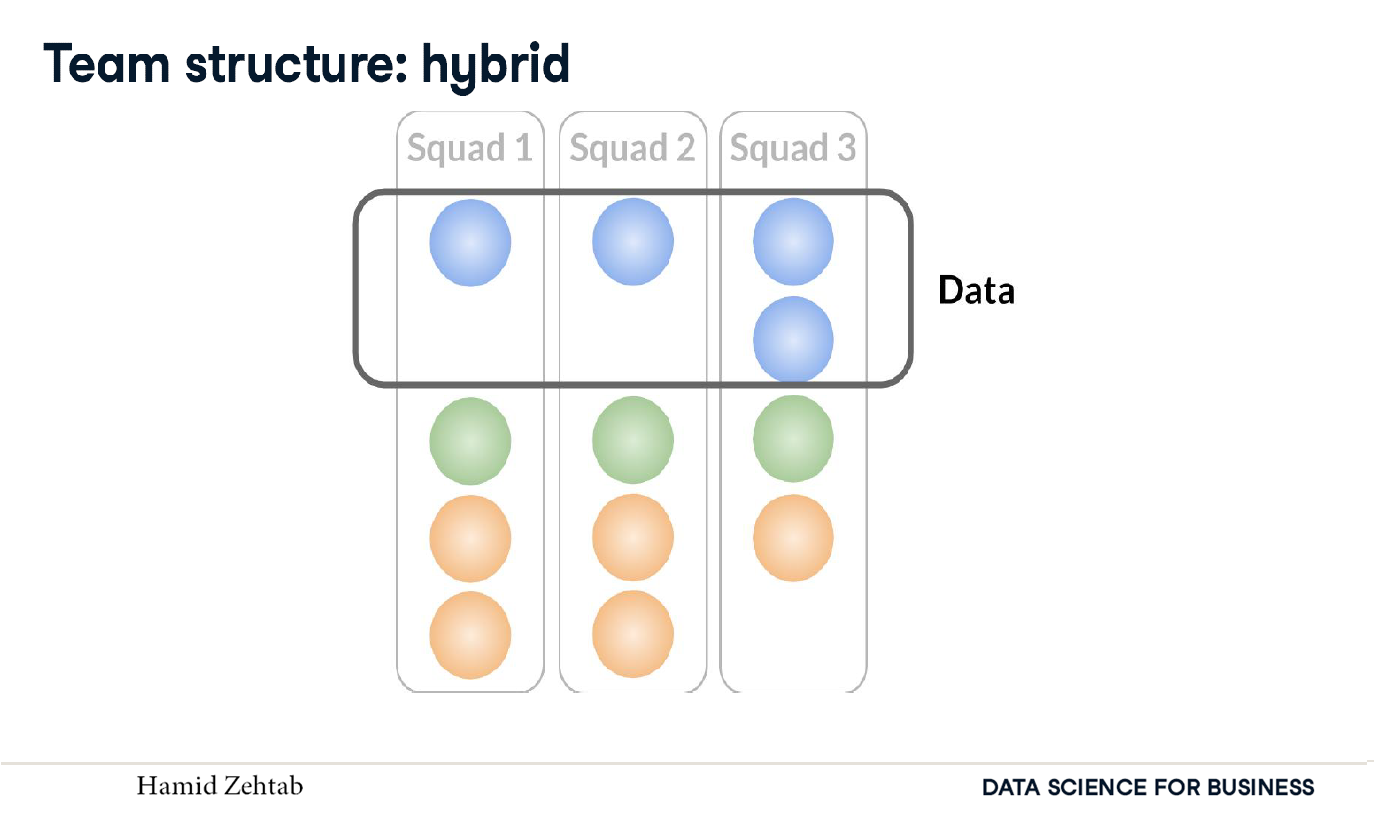 Team structure: hybrid
Squad 1
Squad 2
Squad 3
Data
Hamid Zehtab
DATA SCIENCE FOR BUSINESS